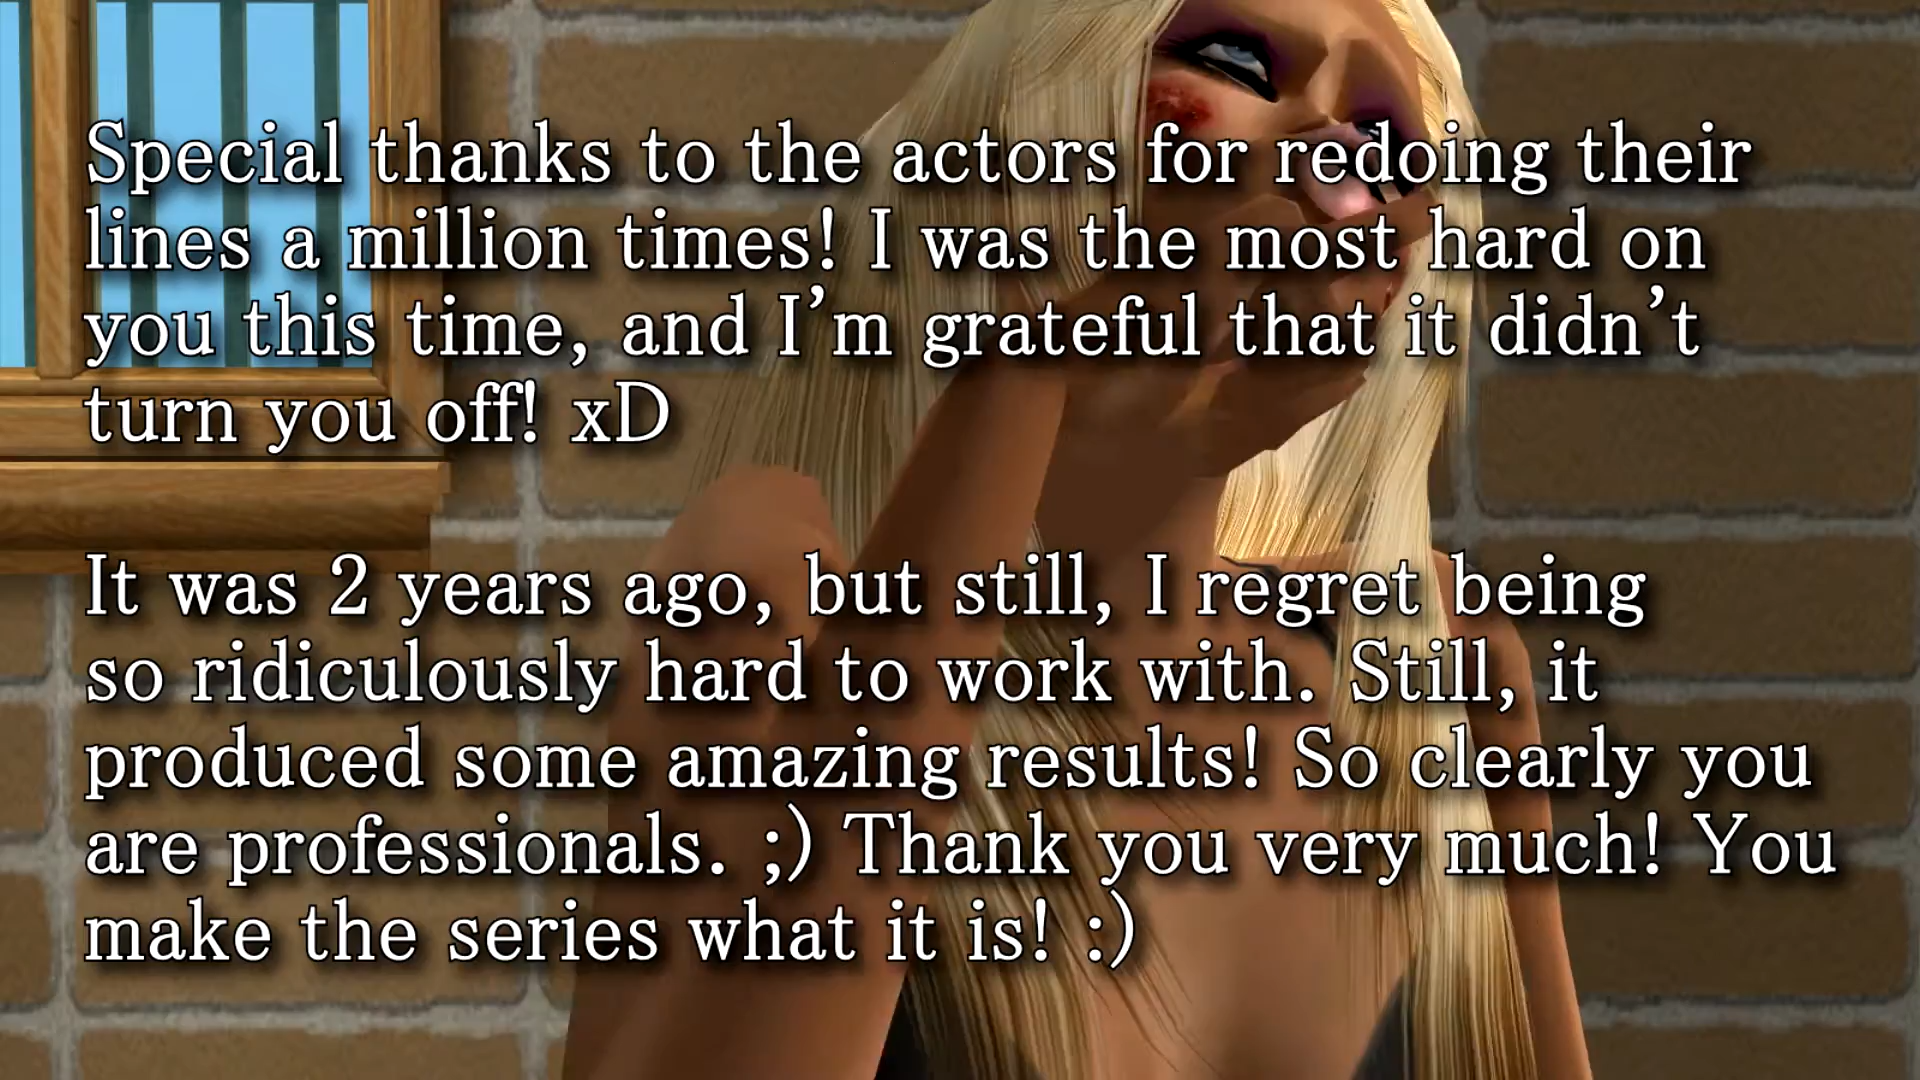 Special thanks to the actors for redoing their
lines a million times! I was the most hard on
you this time, and I’m grateful that it didn’t
turn you off! xD
It was 2 years ago, but still, I regret being
so ridiculously hard to work with. Still, it
produced some amazing results! So clearly you
are professionals. ;) Thank you very much! You
make the series what it is! :)